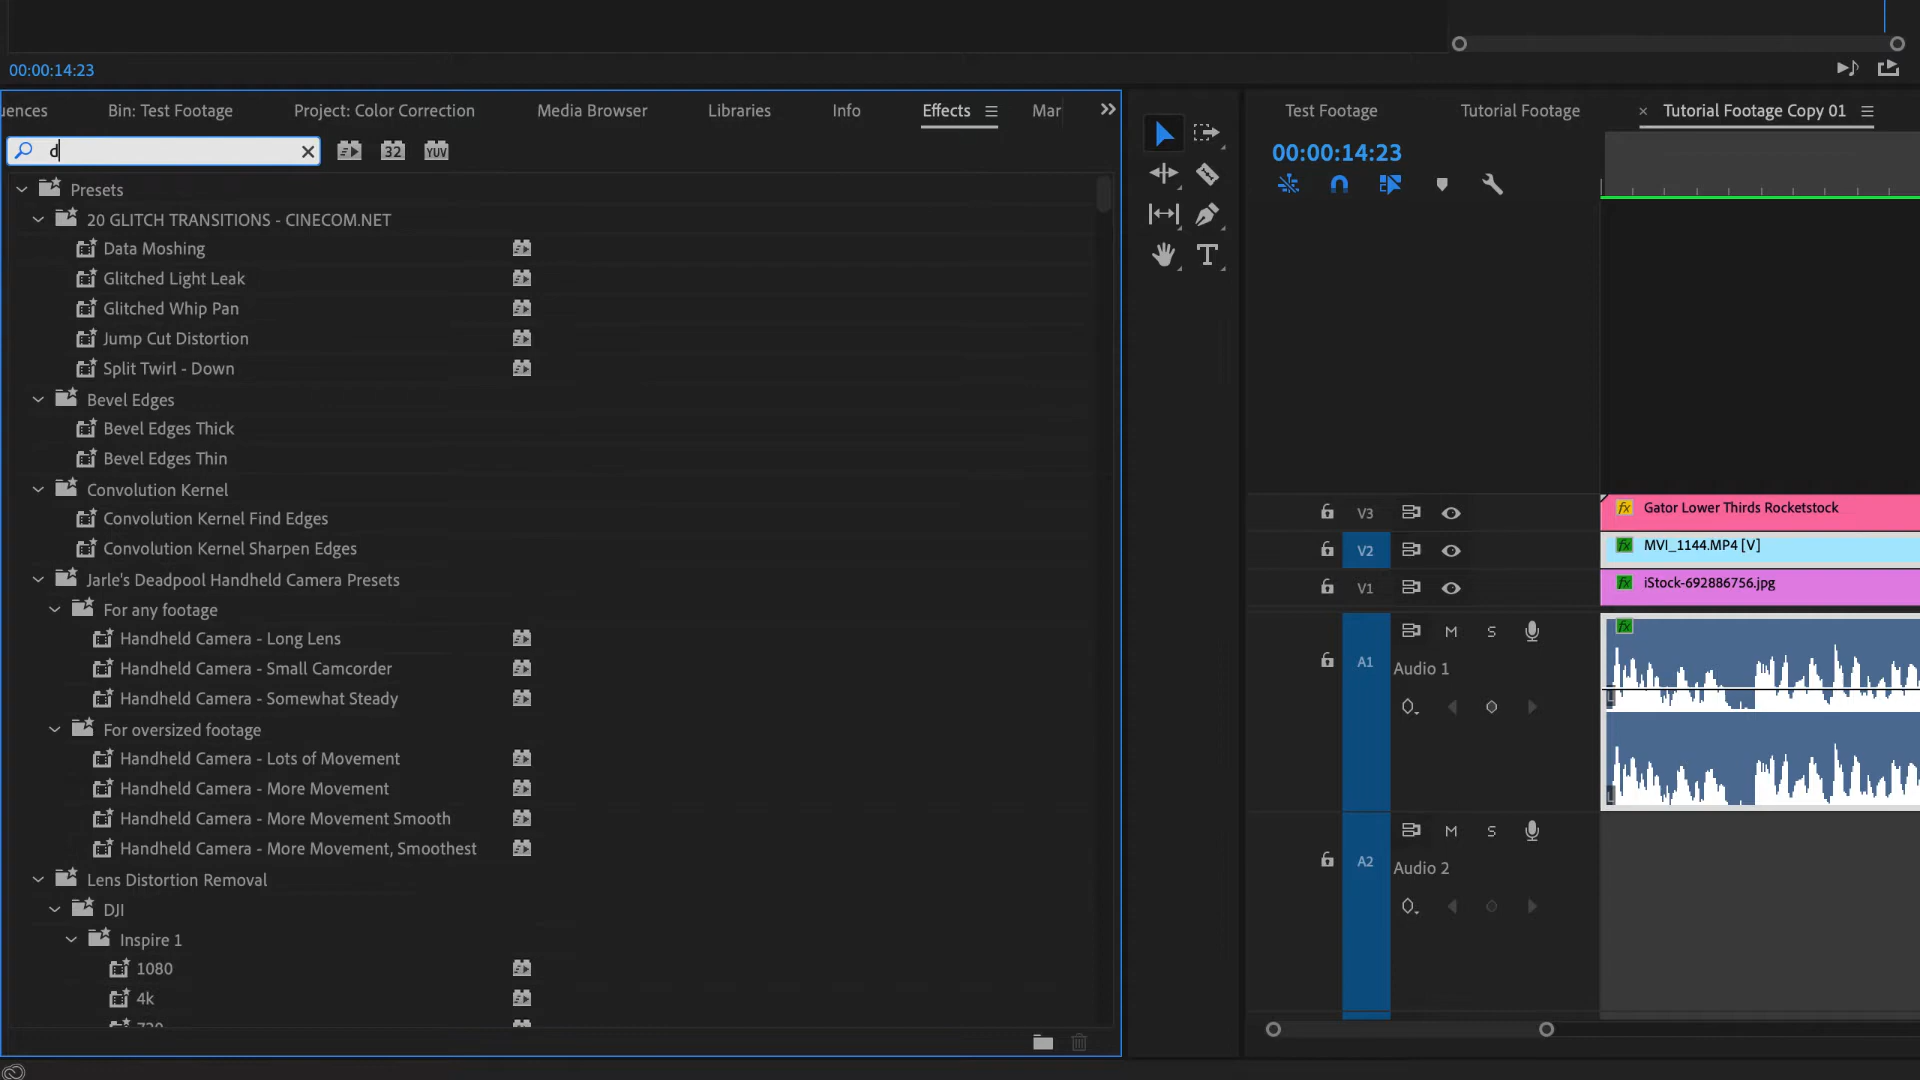 00:00:14:23
uences Bin: Test Footage Project: Color Correction Media Browser Libraries Info Effects Mar
d 32 YUV
Presets
20 GLITCH TRANSITIONS - CINECOM.NET
Data Moshing
Glitched Light Leak
Glitched Whip Pan
Jump Cut Distortion
Split Twirl - Down
Bevel Edges
Bevel Edges Thick
Bevel Edges Thin
Convolution Kernel
Convolution Kernel Find Edges
Convolution Kernel Sharpen Edges
Jarle's Deadpool Handheld Camera Presets
For any footage
Handheld Camera - Long Lens
Handheld Camera - Small Camcorder
Handheld Camera - Somewhat Steady
For oversized footage
Handheld Camera - Lots of Movement
Handheld Camera - More Movement
Handheld Camera - More Movement Smooth
Handheld Camera - More Movement, Smoothest
Lens Distortion Removal
DJI
Inspire 1
1080
4k
720
T
Test Footage Tutorial Footage × Tutorial Footage Copy 01
00:00:14:23
V3 fx Gator Lower Thirds Rocketstock
V2 fx MVI_1144.MP4 [V]
V1 fx iStock-692886756.jpg
M S fx
A1 Audio 1
L
L
M S
A2 Audio 2